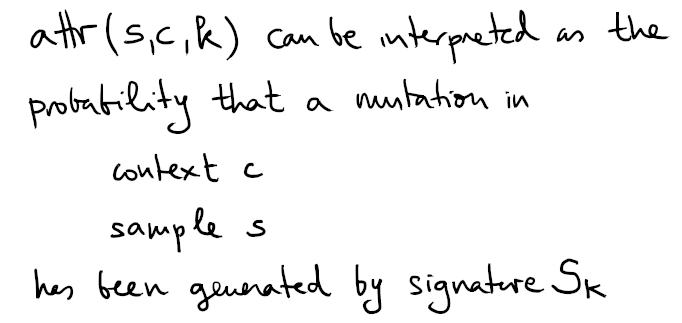 attr(s,c,k) can be interpreted as the
probability that a mutation in
context c
sample s
has been generated by signature Sk